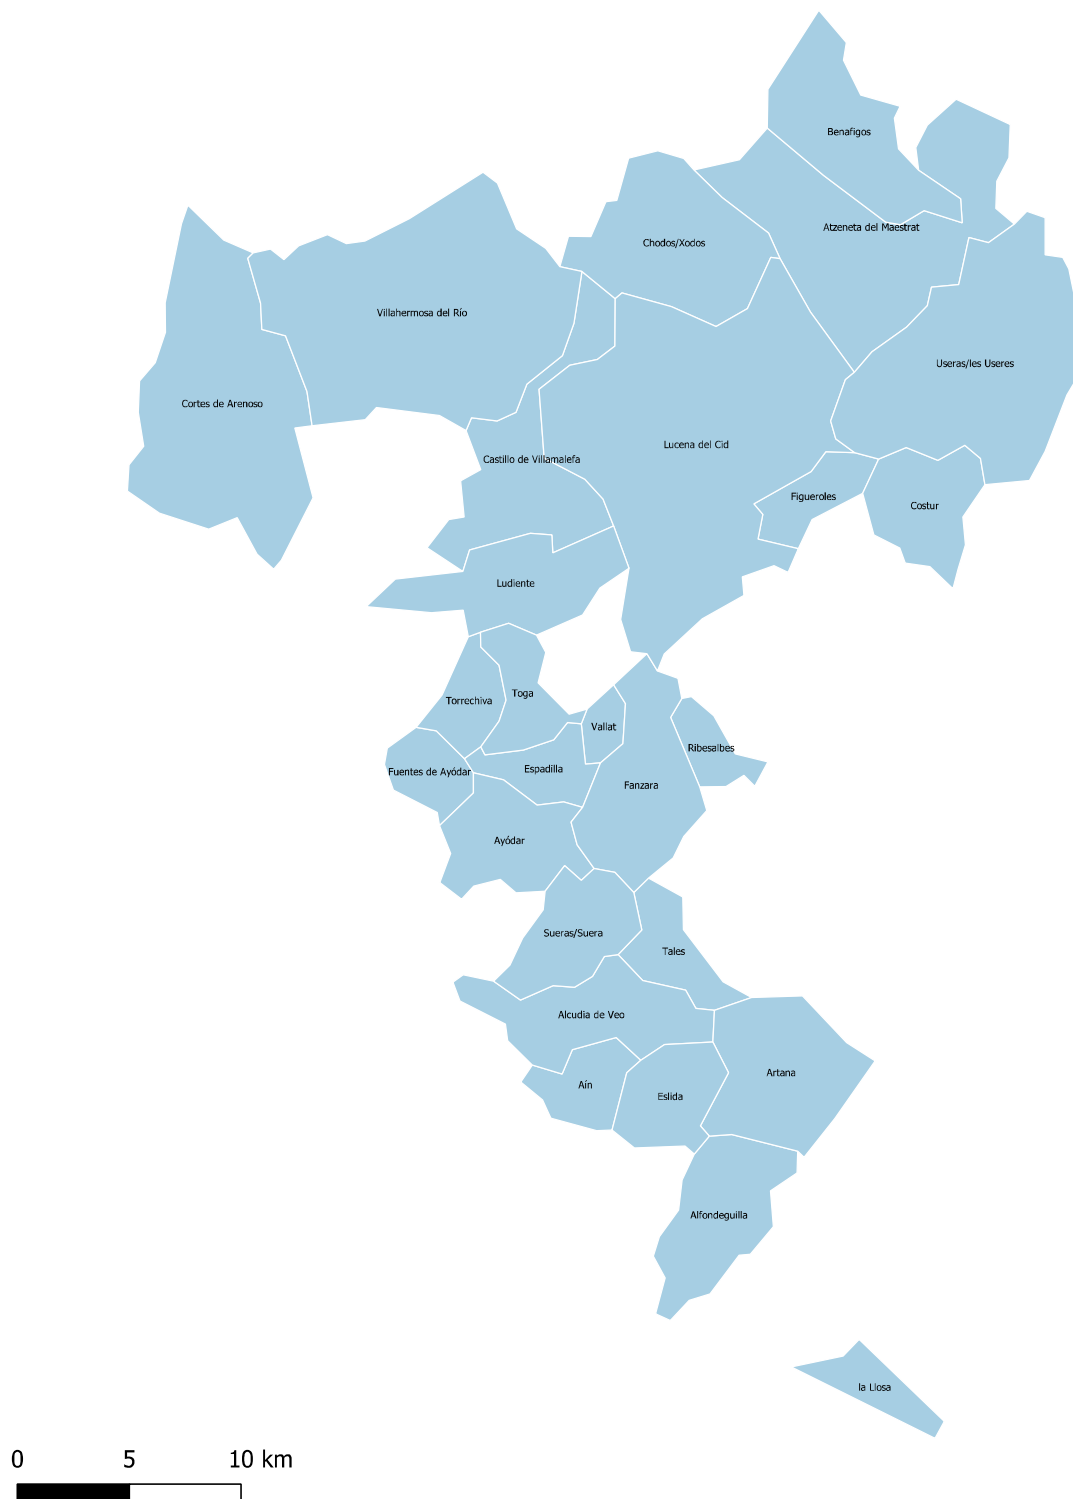 Benafigos
Atzeneta del Maestrat
Chodos/Xodos
Villahermosa del Río
Useras/les Useres
Cortes de Arenoso
Lucena del Cid
Castillo de Villamalefa
Figueroles
Costur
Ludiente
Toga
Torrechiva
Vallat
Ribesalbes
Espadilla
Fuentes de Ayódar
Fanzara
Ayódar
Sueras/Suera
Tales
Alcudia de Veo
Artana
Aín
Eslida
Alfondeguilla
la Llosa
0 5 10 km